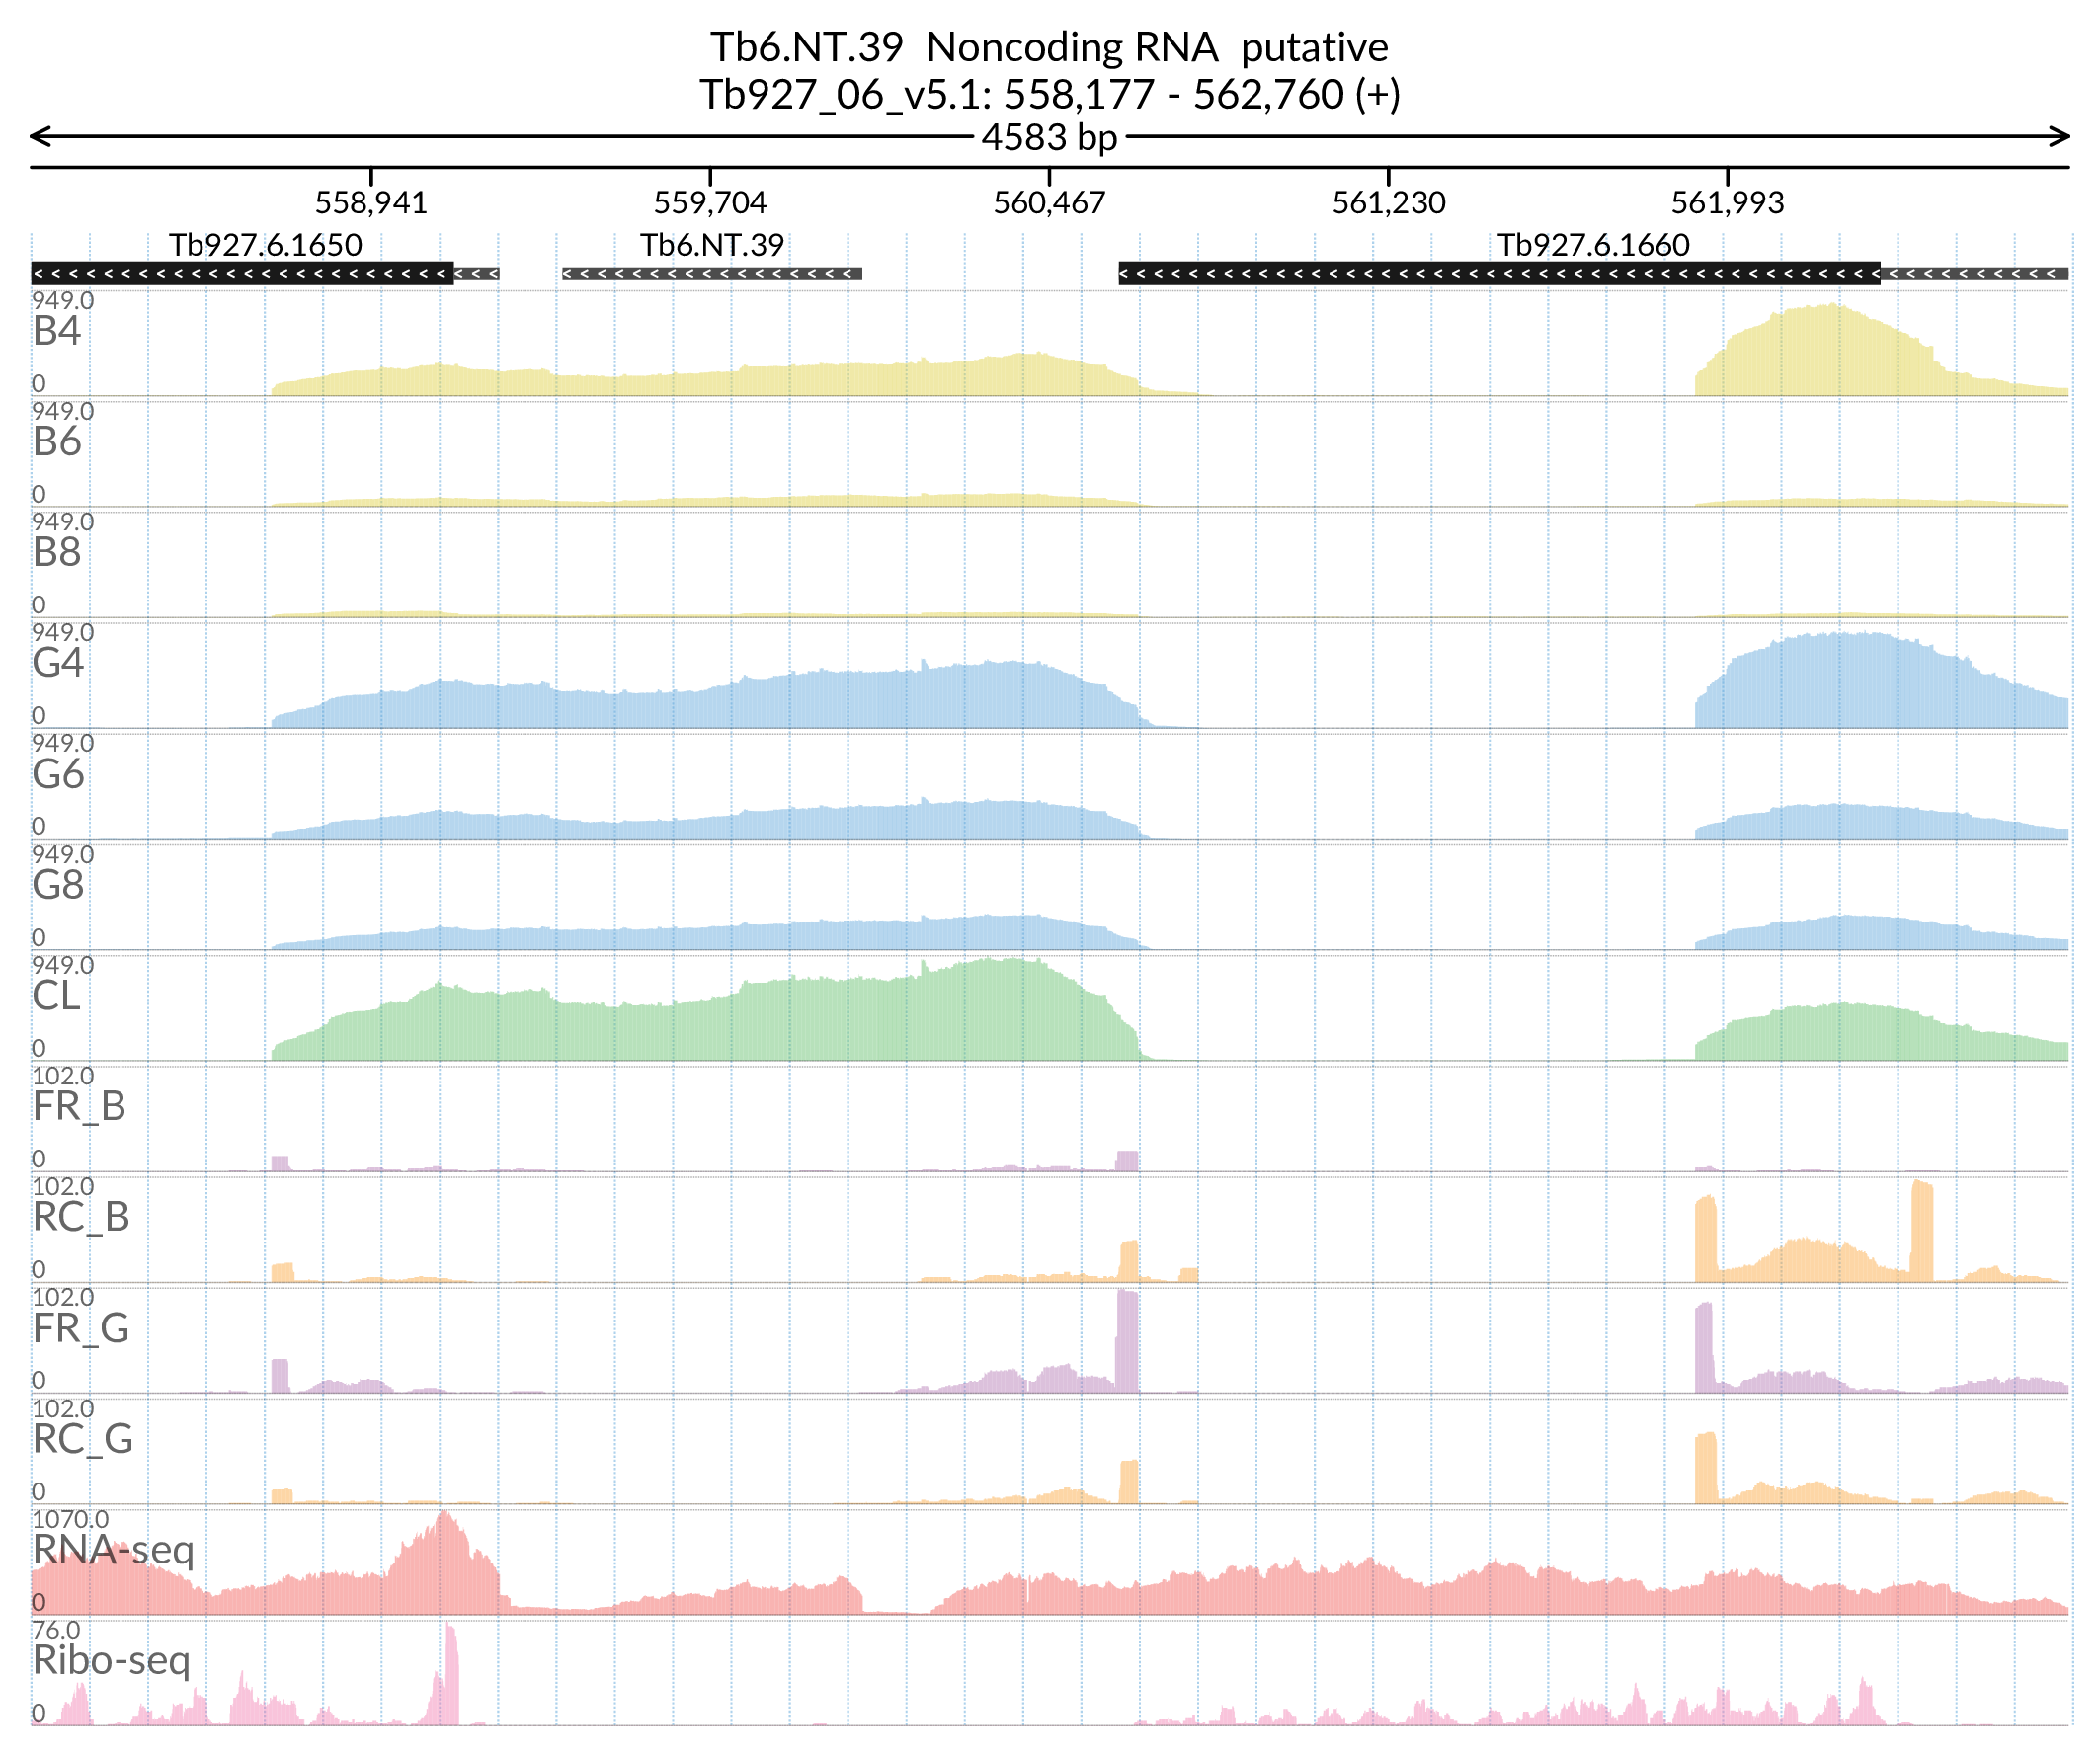 Tb6.NT.39 Noncoding RNA putative
Tb927_06_v5.1: 558,177 - 562,760 (+)
4583 bp
558,941 559,704 560,467 561,230 561,993
Tb927.6.1650 Tb6.NT.39 Tb927.6.1660
949.0
B4
0
949.0
B6
0
949.0
B8
0
949.0
G4
0
949.0
G6
0
949.0
G8
0
949.0
CL
0
102.0
FR_B
0
102.0
RC_B
0
102.0
FR_G
0
102.0
RC_G
0
1070.0
RNA-seq
0
76.0
Ribo-seq
0